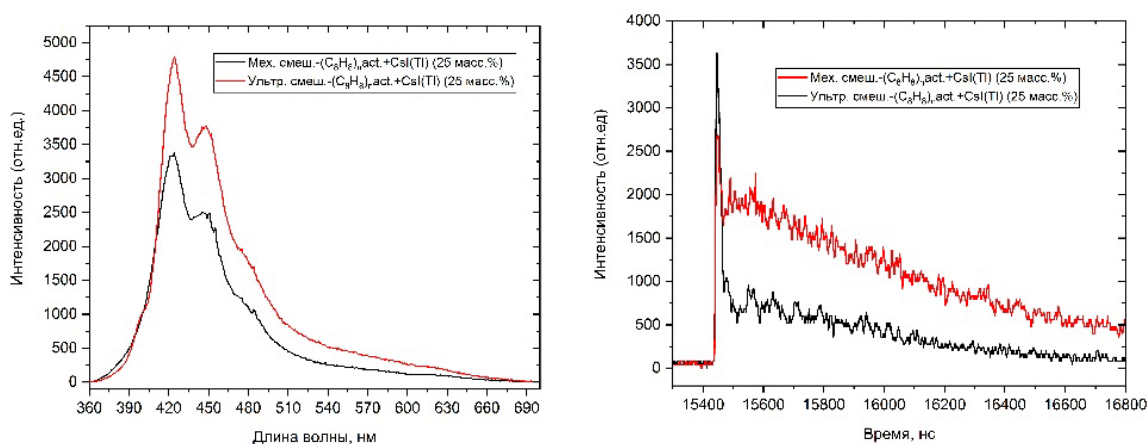 5000
4500
4000
3500
3000
2500
2000
1500
1000
500
0
Интенсивность (отн.ед.)
Мех. смеш.-(C₈H₈)ₙact.+CsI(Tl) (25 масс.%)
Ультр. смеш.-(C₈H₈)ₙact.+CsI(Tl) (25 масс.%)
360 390 420 450 480 510 540 570 600 630 660 690
Длина волны, нм
4000
3500
3000
2500
2000
1500
1000
500
0
Интенсивность (отн.ед)
Мех. смеш.-(C₈H₈)ₙact.+CsI(Tl) (25 масс.%)
Ультр. смеш.-(C₈H₈)ₙact.+CsI(Tl) (25 масс.%)
15400 15600 15800 16000 16200 16400 16600 16800
Время, нс